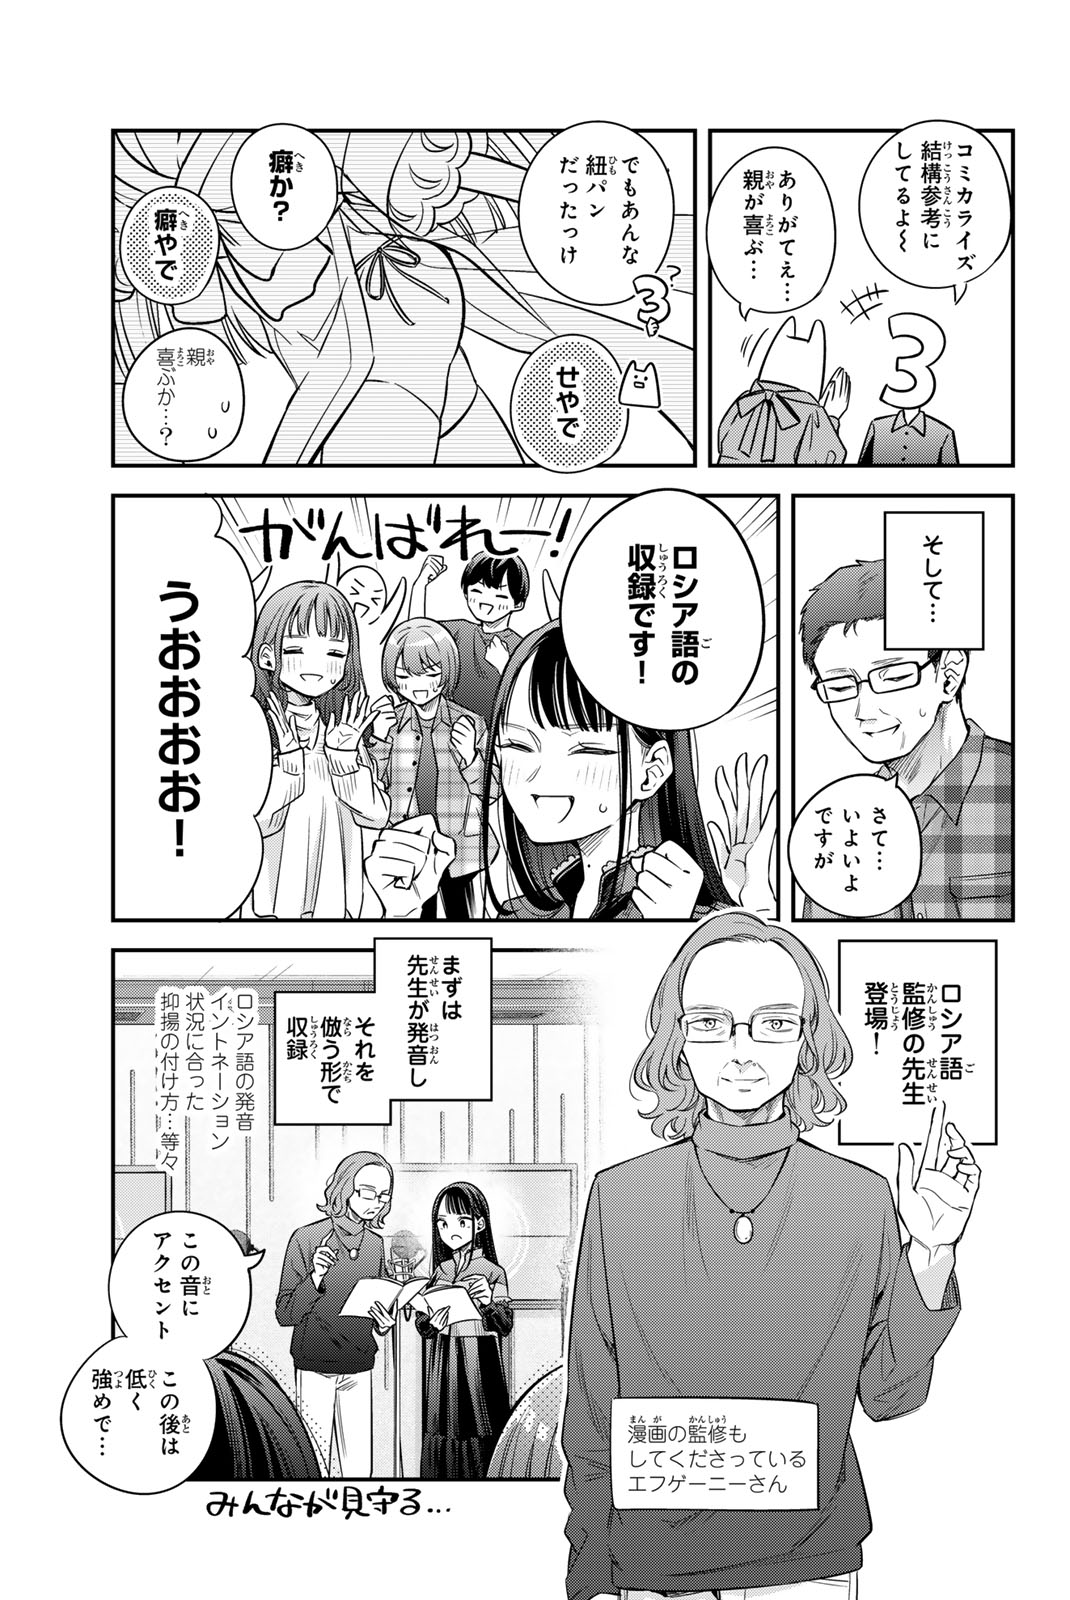 コミカライズ
結構参考に
してるよ〜
ありがてえ…
親が喜ぶ…
3
でもあんな
紐パン
だったっけ
3?
せやで
癖か?
癖やで
親
喜ぶか…?
そして…
さて…
いよいよ
ですが
ロシア語の
収録です!
がんばれー!
うおおおお!
ロシア語
監修の先生
登場!
漫画の監修も
してくださっている
エフゲーニーさん
まずは
先生が発音し
それを
倣う形で
収録
ロシア語の発音
イントネーション
状況に合った
抑揚の付け方…等々
この音に
アクセント
この後は
低く
強めで…
みんなが見守る…